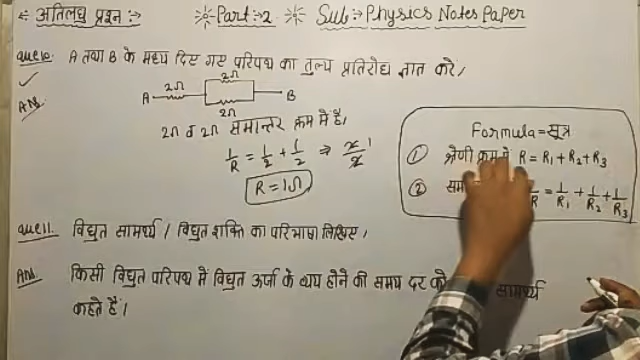 अतिलघु प्रश्न :→ Part:→2 Sub:→Physics Notes Paper
que10. A तथा B के मध्य दिए गए परिपथ का तुल्य प्रतिरोध ज्ञात करें।
Ans
2Ω 2Ω
A B
2Ω
2Ω व 2Ω समान्तर क्रम में हैं।
1/R = 1/2 + 1/2 ⇒ 2/2 1
R = 1Ω
Formula = सूत्र
① श्रेणी क्रम में R = R1 + R2 + R3
② R = 1/R1 + 1/R2 + 1/R3
que11. विद्युत सामर्थ्य / विद्युत शक्ति का परिभाषा लिखिए।
Ans किसी विद्युत परिपथ में विद्युत ऊर्जा के व्यय होने की समय दर को सामर्थ्य
कहते हैं।